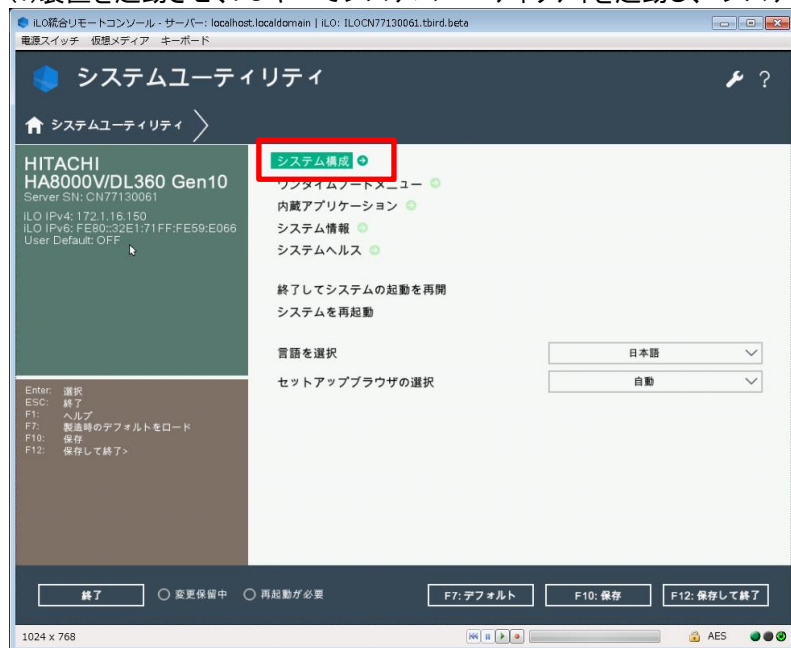 iLO統合リモートコンソール - サーバー: localhost.localdomain | iLO: ILOCN77130061.tbird.beta
電源スイッチ 仮想メディア キーボード
システムユーティリティ
?
システムユーティリティ
HITACHI
HA8000V/DL360 Gen10
Server SN: CN77130061
iLO IPv4: 172.1.16.150
iLO IPv6: FE80::32E1:71FF:FE59:E066
User Default: OFF
システム構成
ワンタイムブートメニュー
内蔵アプリケーション
システム情報
システムヘルス
終了してシステムの起動を再開
システムを再起動
言語を選択 日本語
セットアップブラウザの選択 自動
Enter: 選択
ESC: 終了
F1: ヘルプ
F7: 製造時のデフォルトをロード
F10: 保存
F12: 保存して終了>
終了 変更保留中 再起動が必要 F7: デフォルト F10: 保存 F12: 保存して終了
1024 x 768 AES